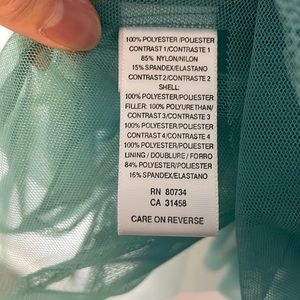 100% POLYESTER/POLIESTER
CONTRAST 1/CONTRASTE 1
85% NYLON/NILON
15% SPANDEX/ELASTANO
CONTRAST 2/CONTRASTE 2
SHELL:
100% POLYESTER/POLIESTER
FILLER: 100% POLYURETHAN/
CONTRAST 3/CONTRASTE 3
100% POLYESTER/POLIESTER
CONTRAST 4/CONTRASTE 4
100% POLYESTER/POLIESTER
LINING / DOUBLURE / FORRO
84% POLYESTER/POLIESTER
16% SPANDEX/ELASTANO
RN 80734
CA 31458
CARE ON REVERSE